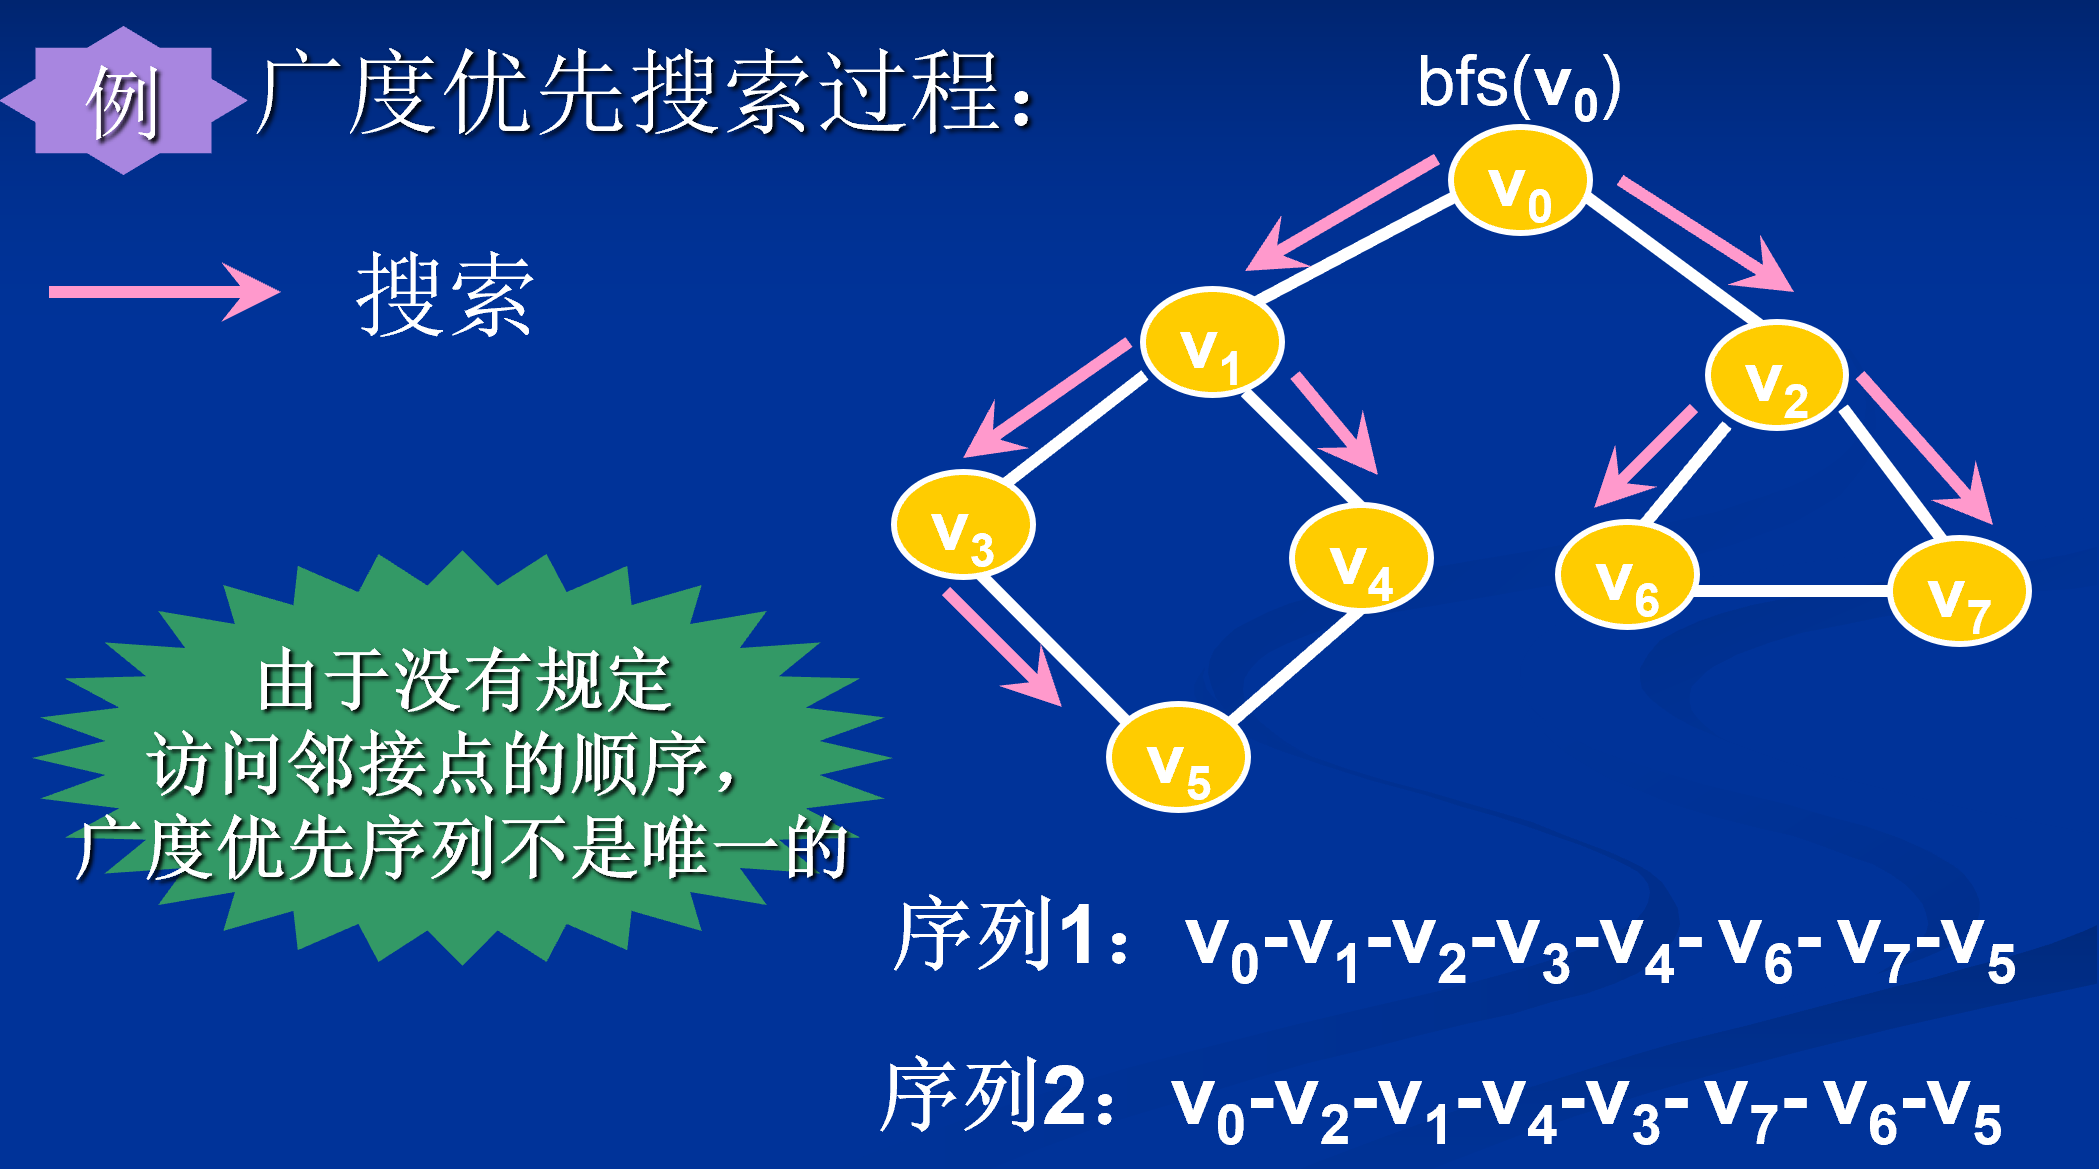 例
广度优先搜索过程：
bfs(v₀)
搜索
v₀
v₁
v₂
v₃
v₄
v₆
v₇
v₅
由于没有规定
访问邻接点的顺序，
广度优先序列不是唯一的
序列1：v₀-v₁-v₂-v₃-v₄- v₆- v₇-v₅
序列2：v₀-v₂-v₁-v₄-v₃- v₇- v₆-v₅